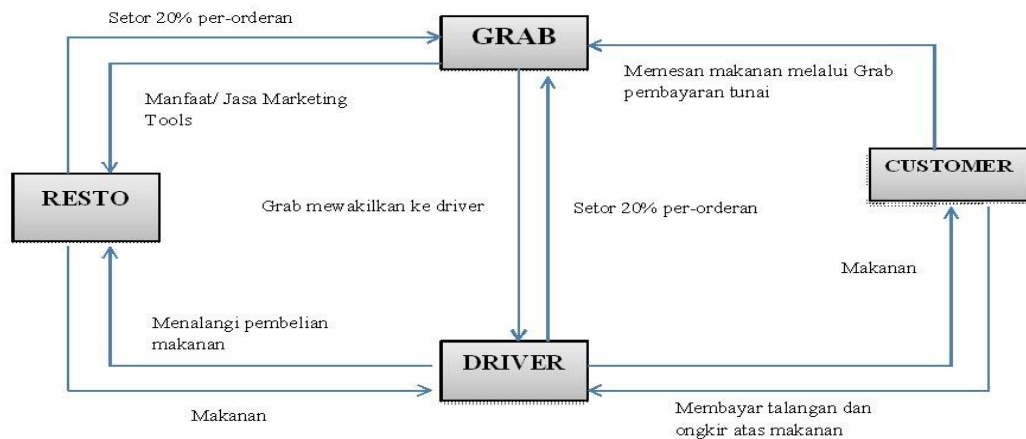 Setor 20% per-orderan
GRAB
Memesan makanan melalui Grab
pembayaran tunai
Manfaat/ Jasa Marketing
Tools
CUSTOMER
RESTO
Grab mewakilkan ke driver
Setor 20% per-orderan
Makanan
Menalangi pembelian
makanan
DRIVER
Makanan
Membayar talangan dan
ongkir atas makanan